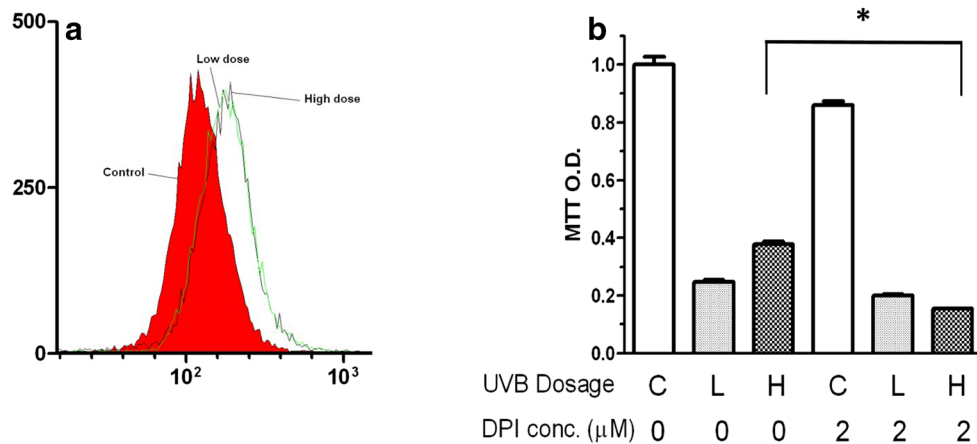 a
500
250
0
10²
10³
Low dose
High dose
Control
b
*
MTT O.D.
1.0
0.8
0.6
0.4
0.2
0.0
UVB Dosage C L H C L H
DPI conc. (μM) 0 0 0 2 2 2